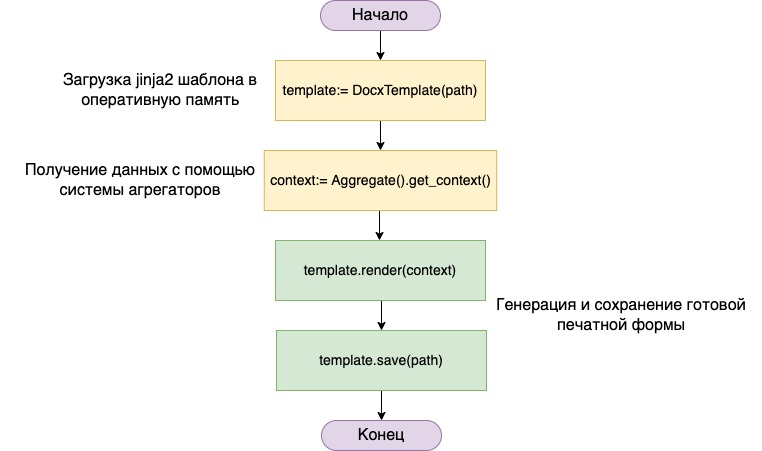 Начало
Загрузка jinja2 шаблона в
оперативную память
template:= DocxTemplate(path)
Получение данных с помощью
системы агрегаторов
context:= Aggregate().get_context()
template.render(context)
Генерация и сохранение готовой
печатной формы
template.save(path)
Конец